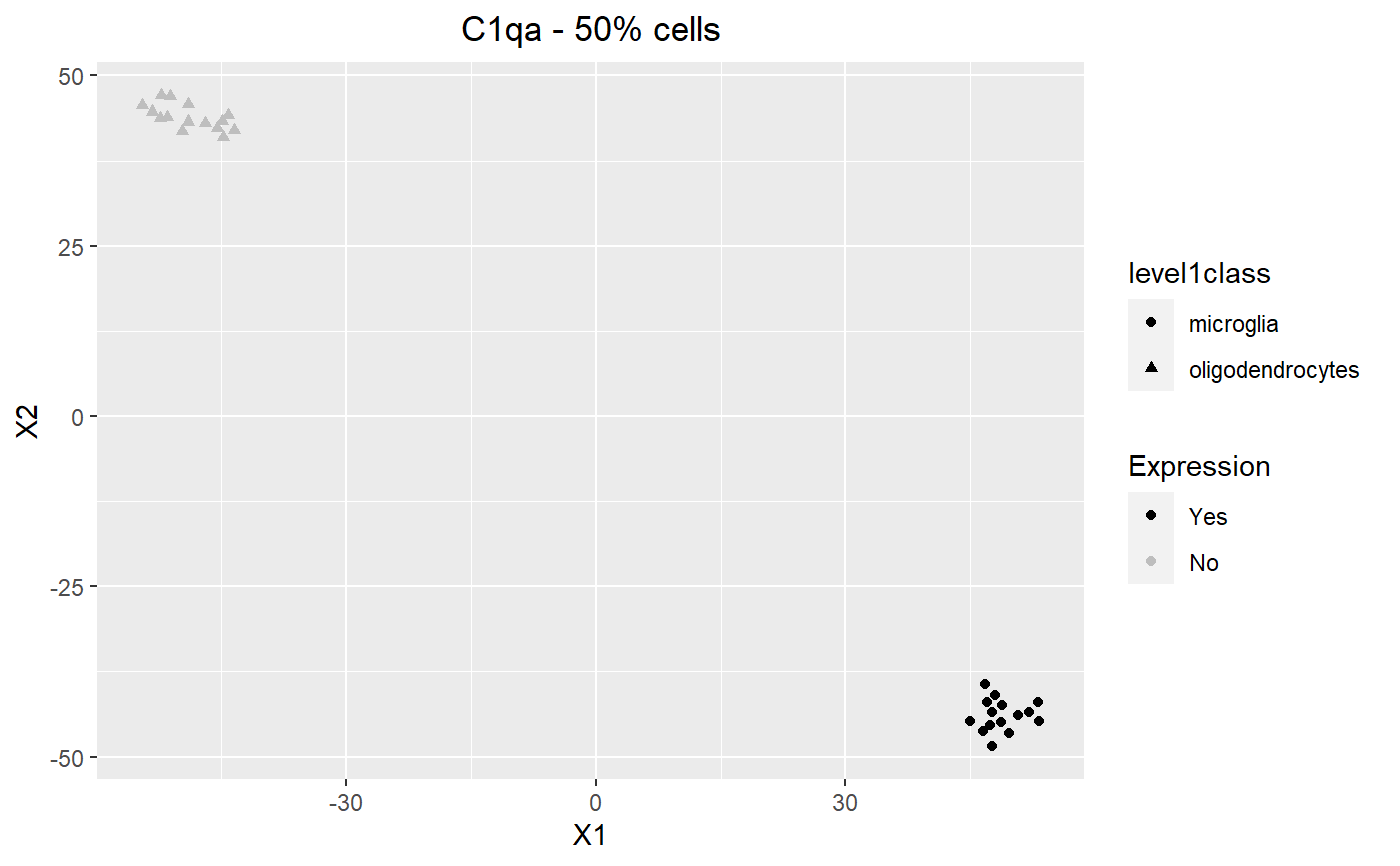 C1qa - 50% cells
50
25
0
-25
-50
X2
-30
0
30
X1
level1class
microglia
oligodendrocytes
Expression
Yes
No